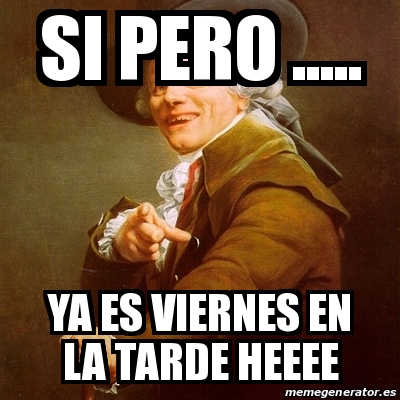 SI PERO .....
YA ES VIERNES EN
LA TARDE HEEEE
memegenerator.es